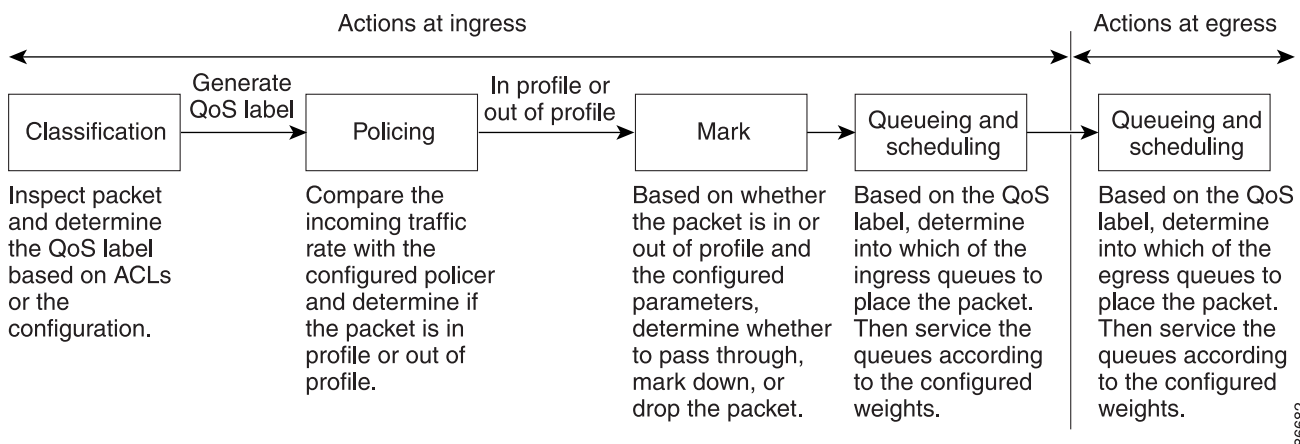 Actions at ingress
Actions at egress
Generate
QoS label
In profile or
out of profile
Classification
Policing
Mark
Queueing and
scheduling
Queueing and
scheduling
Inspect packet
and determine
the QoS label
based on ACLs
or the
configuration.
Compare the
incoming traffic
rate with the
configured policer
and determine if
the packet is in
profile or out of
profile.
Based on whether
the packet is in or
out of profile and
the configured
parameters,
determine whether
to pass through,
mark down, or
drop the packet.
Based on the QoS
label, determine
into which of the
ingress queues to
place the packet.
Then service the
queues according
to the configured
weights.
Based on the QoS
label, determine
into which of the
egress queues to
place the packet.
Then service the
queues according
to the configured
weights.